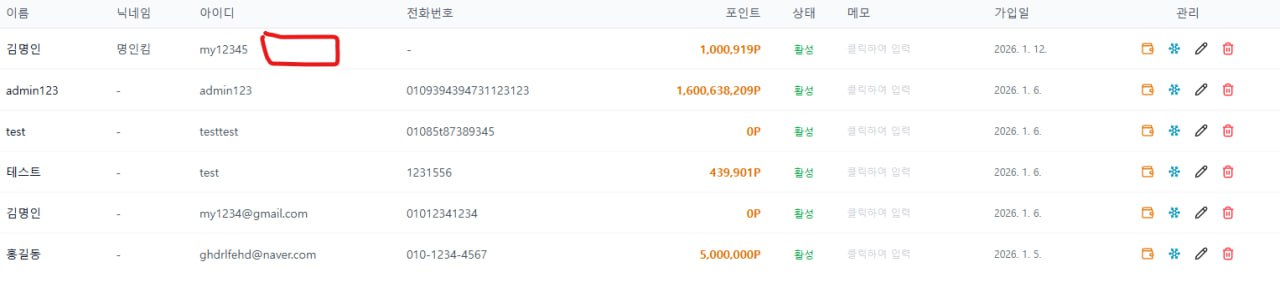 이름 닉네임 아이디 전화번호 포인트 상태 메모 가입일 관리
김명인 명인킴 my12345 - 1,000,919P 활성 클릭하여 입력 2026. 1. 12.
admin123 - admin123 0109394394731123123 1,600,638,209P 활성 클릭하여 입력 2026. 1. 6.
test - testtest 01085t87389345 0P 활성 클릭하여 입력 2026. 1. 6.
테스트 - test 1231556 439,901P 활성 클릭하여 입력 2026. 1. 6.
김명인 - my1234@gmail.com 01012341234 0P 활성 클릭하여 입력 2026. 1. 6.
홍길동 - ghdrlfehd@naver.com 010-1234-4567 5,000,000P 활성 클릭하여 입력 2026. 1. 5.